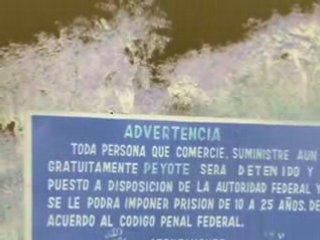 ADVERTENCIA
TODA PERSONA QUE COMERCIE, SUMINISTRE AUN
GRATUITAMENTE PEYOTE SERA DETENIDO Y
PUESTO A DISPOSICION DE LA AUTORIDAD FEDERAL Y
SE LE PODRA IMPONER PRISION DE 10 A 25 AÑOS. DE
ACUERDO AL CODIGO PENAL FEDERAL.